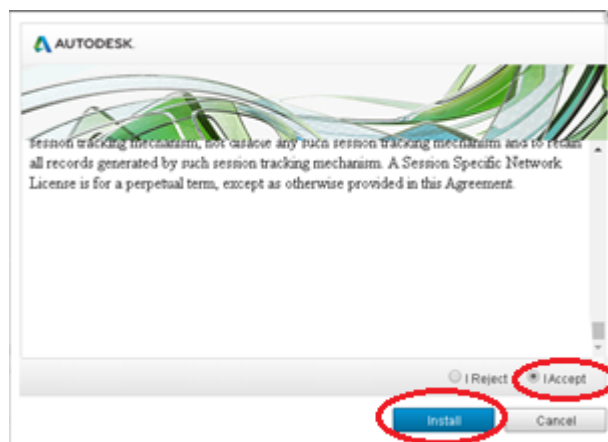 AUTODESK.
session tracking mechanism, not disable any such session tracking mechanism and to retain
all records generated by such session tracking mechanism. A Session Specific Network
License is for a perpetual term, except as otherwise provided in this Agreement.
I Reject I Accept
Install Cancel